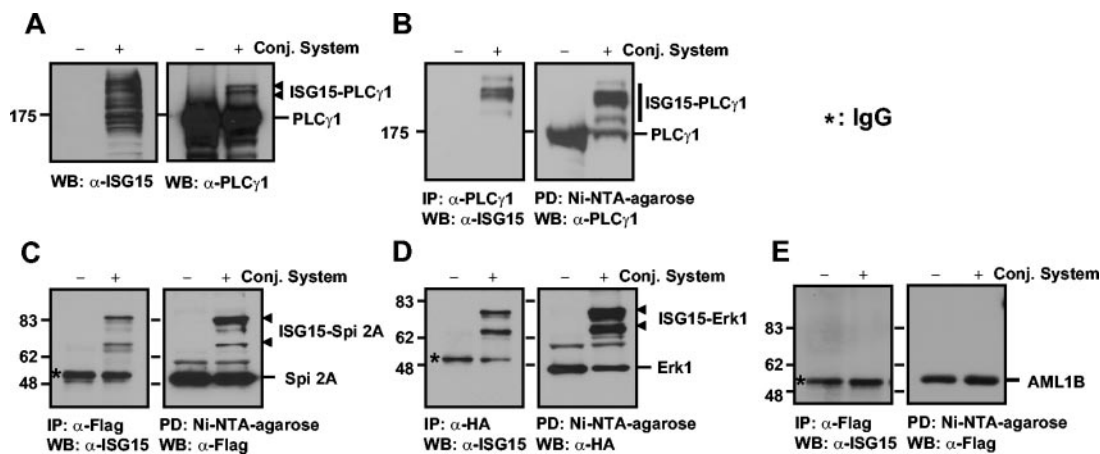 A
− + − + Conj. System
ISG15-PLCγ1
175
PLCγ1
WB: α-ISG15 WB: α-PLCγ1
B
− + + Conj. System
ISG15-PLCγ1
175
PLCγ1
IP: α-PLCγ1 PD: Ni-NTA-agarose
WB: α-ISG15 WB: α-PLCγ1
*: IgG
C
− + − + Conj. System
83
ISG15-Spi 2A
62
* 48
Spi 2A
IP: α-Flag PD: Ni-NTA-agarose
WB: α-ISG15 WB: α-Flag
D
− + − + Conj. System
83
ISG15-Erk1
62
*
48
Erk1
IP: α-HA PD: Ni-NTA-agarose
WB: α-ISG15 WB: α-HA
E
− + − + Conj. System
83
62
*
48
AML1B
IP: α-Flag PD: Ni-NTA-agarose
WB: α-ISG15 WB: α-Flag